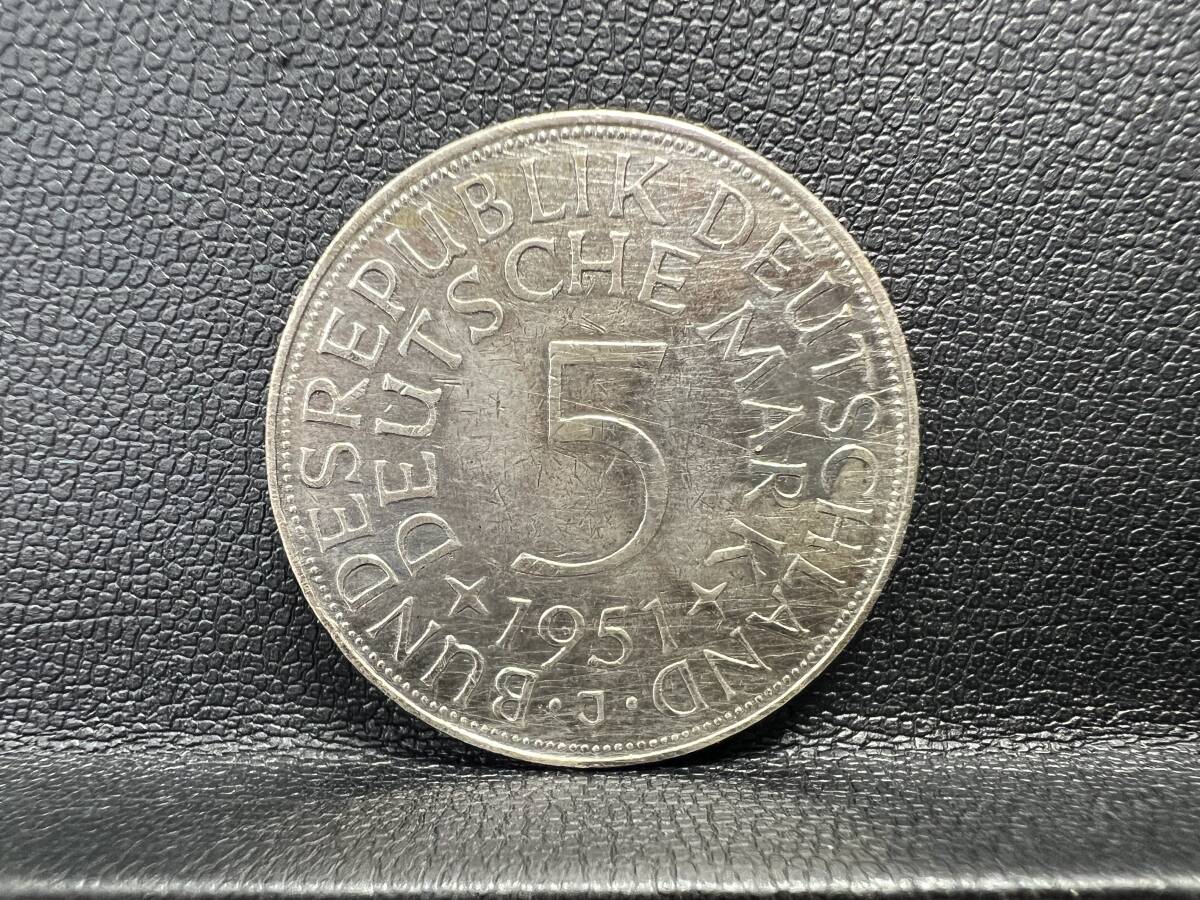 BUNDESREPUBLIK DEUTSCHLAND
DEUTSCHE MARK
5
1951
· J ·